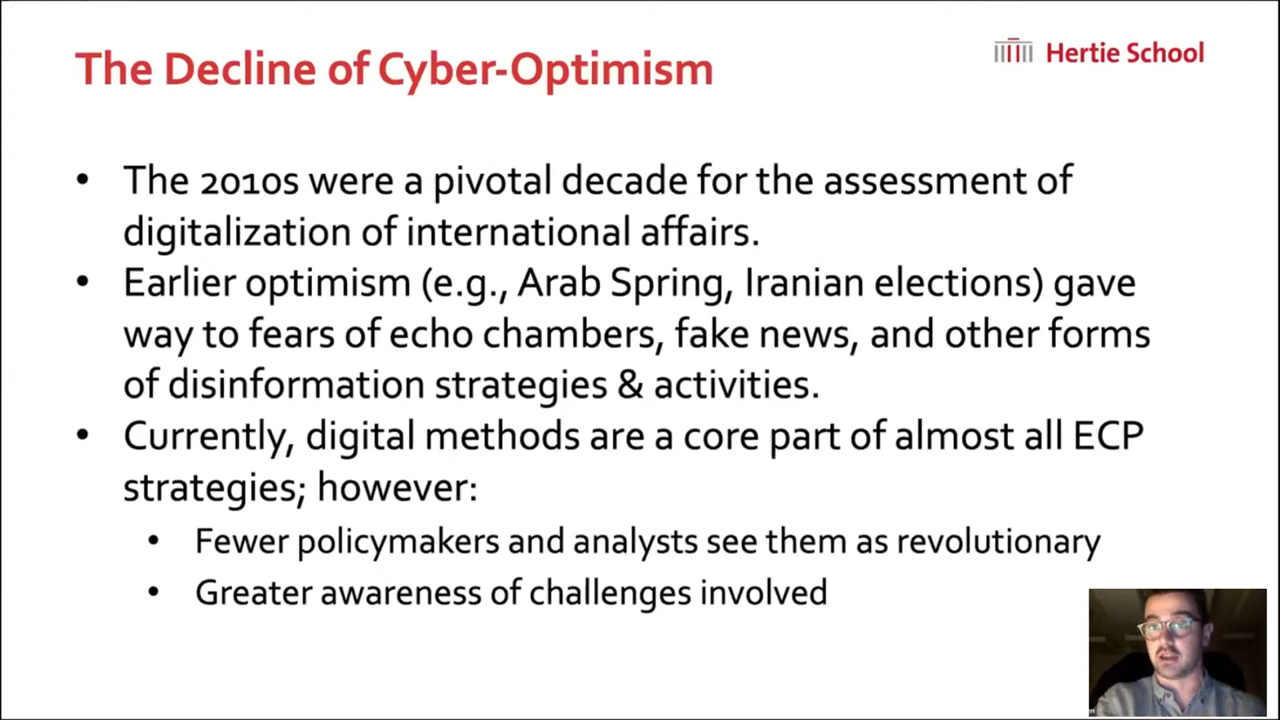 The Decline of Cyber-Optimism
Hertie School
• The 2010s were a pivotal decade for the assessment of
digitalization of international affairs.
• Earlier optimism (e.g., Arab Spring, Iranian elections) gave
way to fears of echo chambers, fake news, and other forms
of disinformation strategies & activities.
• Currently, digital methods are a core part of almost all ECP
strategies; however:
• Fewer policymakers and analysts see them as revolutionary
• Greater awareness of challenges involved